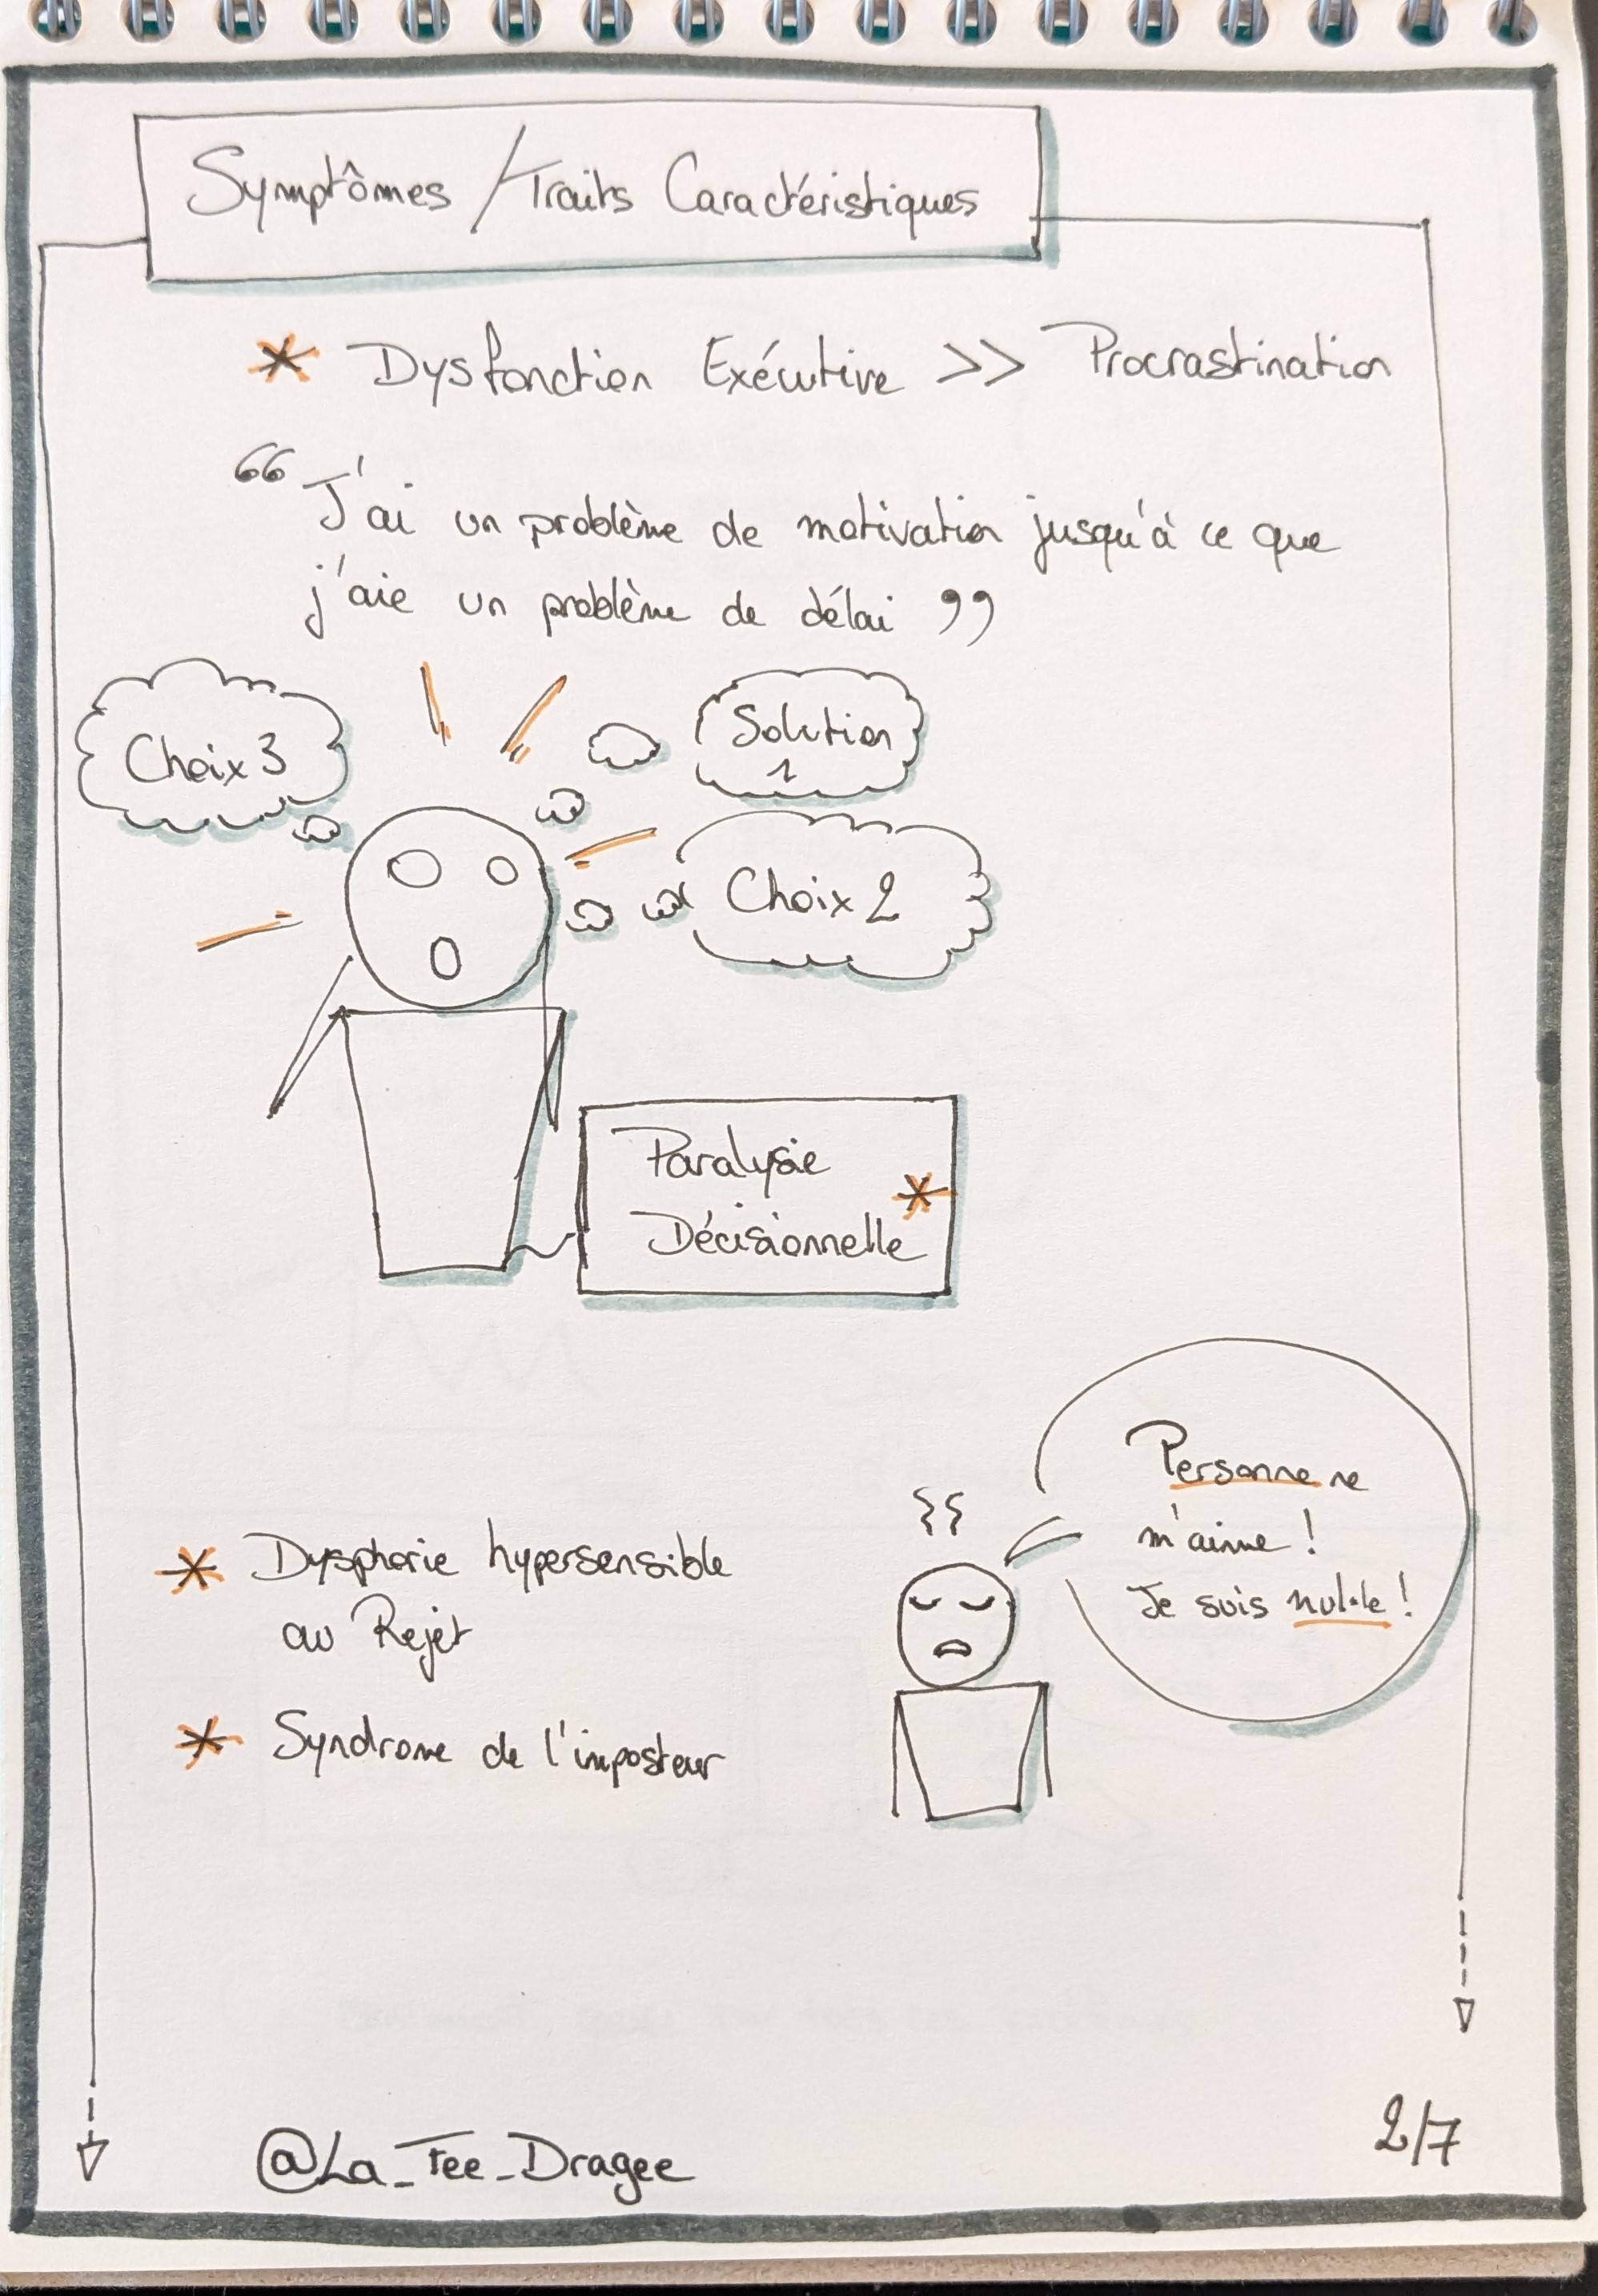 Symptômes / Traits Caractéristiques
* Dysfonction Exécutive >> Procrastination
“ J'ai un problème de motivation jusqu'à ce que
j'aie un problème de délai ”
Choix 3
Solution
1
Choix 2
Paralysie
Décisionnelle *
Personne ne
m'aime !
Je suis nul·le !
* Dysphorie hypersensible
au Rejet
* Syndrome de l'imposteur
@La_Fee_Dragee
2/7